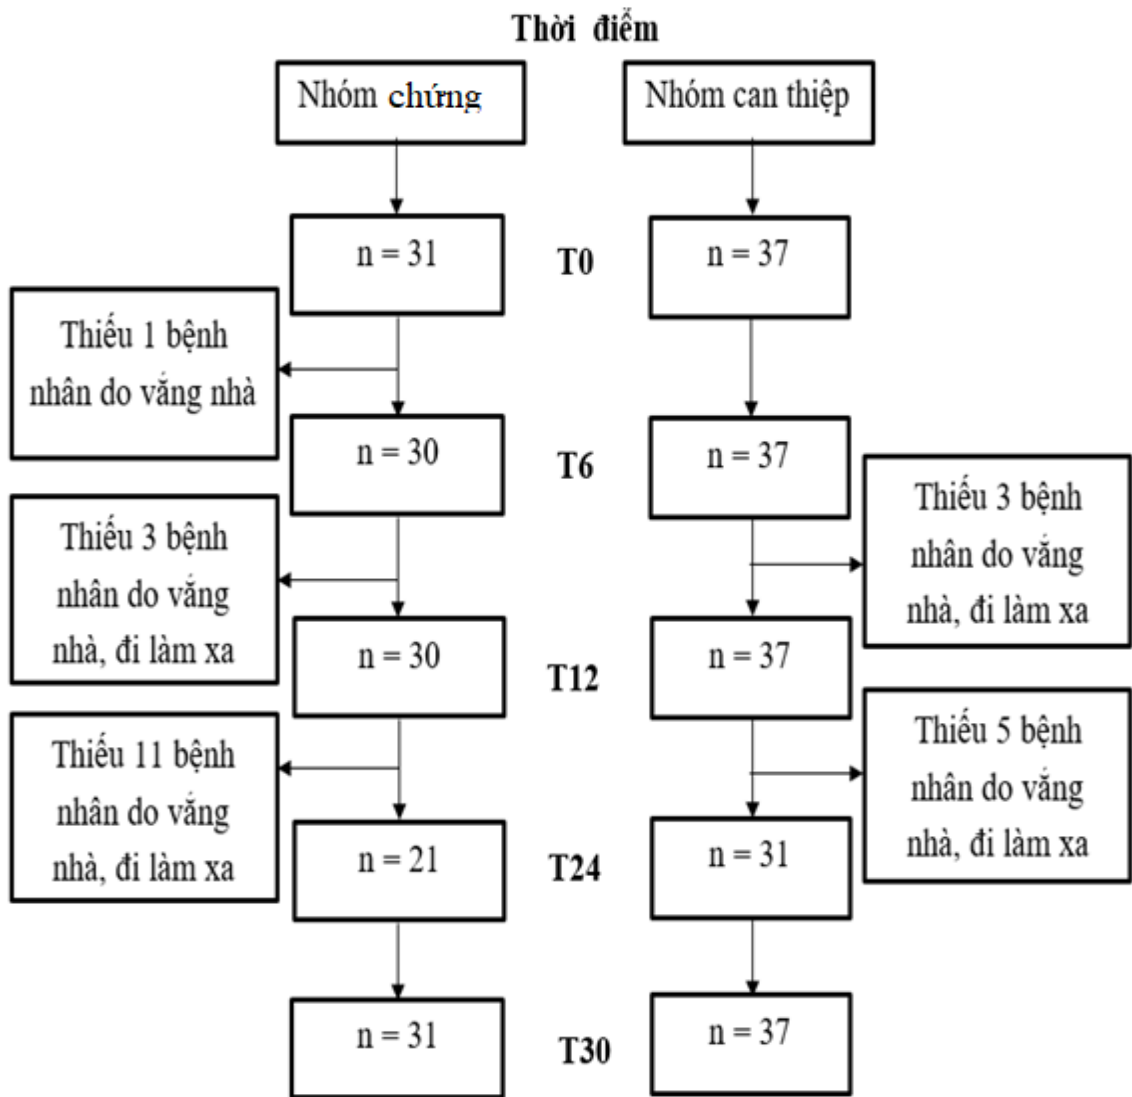 Thời điểm
Nhóm chứng
Nhóm can thiệp
n = 31
T0
n = 37
Thiếu 1 bệnh
nhân do vắng nhà
n = 30
T6
n = 37
Thiếu 3 bệnh
nhân do vắng
nhà, đi làm xa
Thiếu 3 bệnh
nhân do vắng
nhà, đi làm xa
n = 30
T12
n = 37
Thiếu 11 bệnh
nhân do vắng
nhà, đi làm xa
Thiếu 5 bệnh
nhân do vắng
nhà, đi làm xa
n = 21
T24
n = 31
n = 31
T30
n = 37